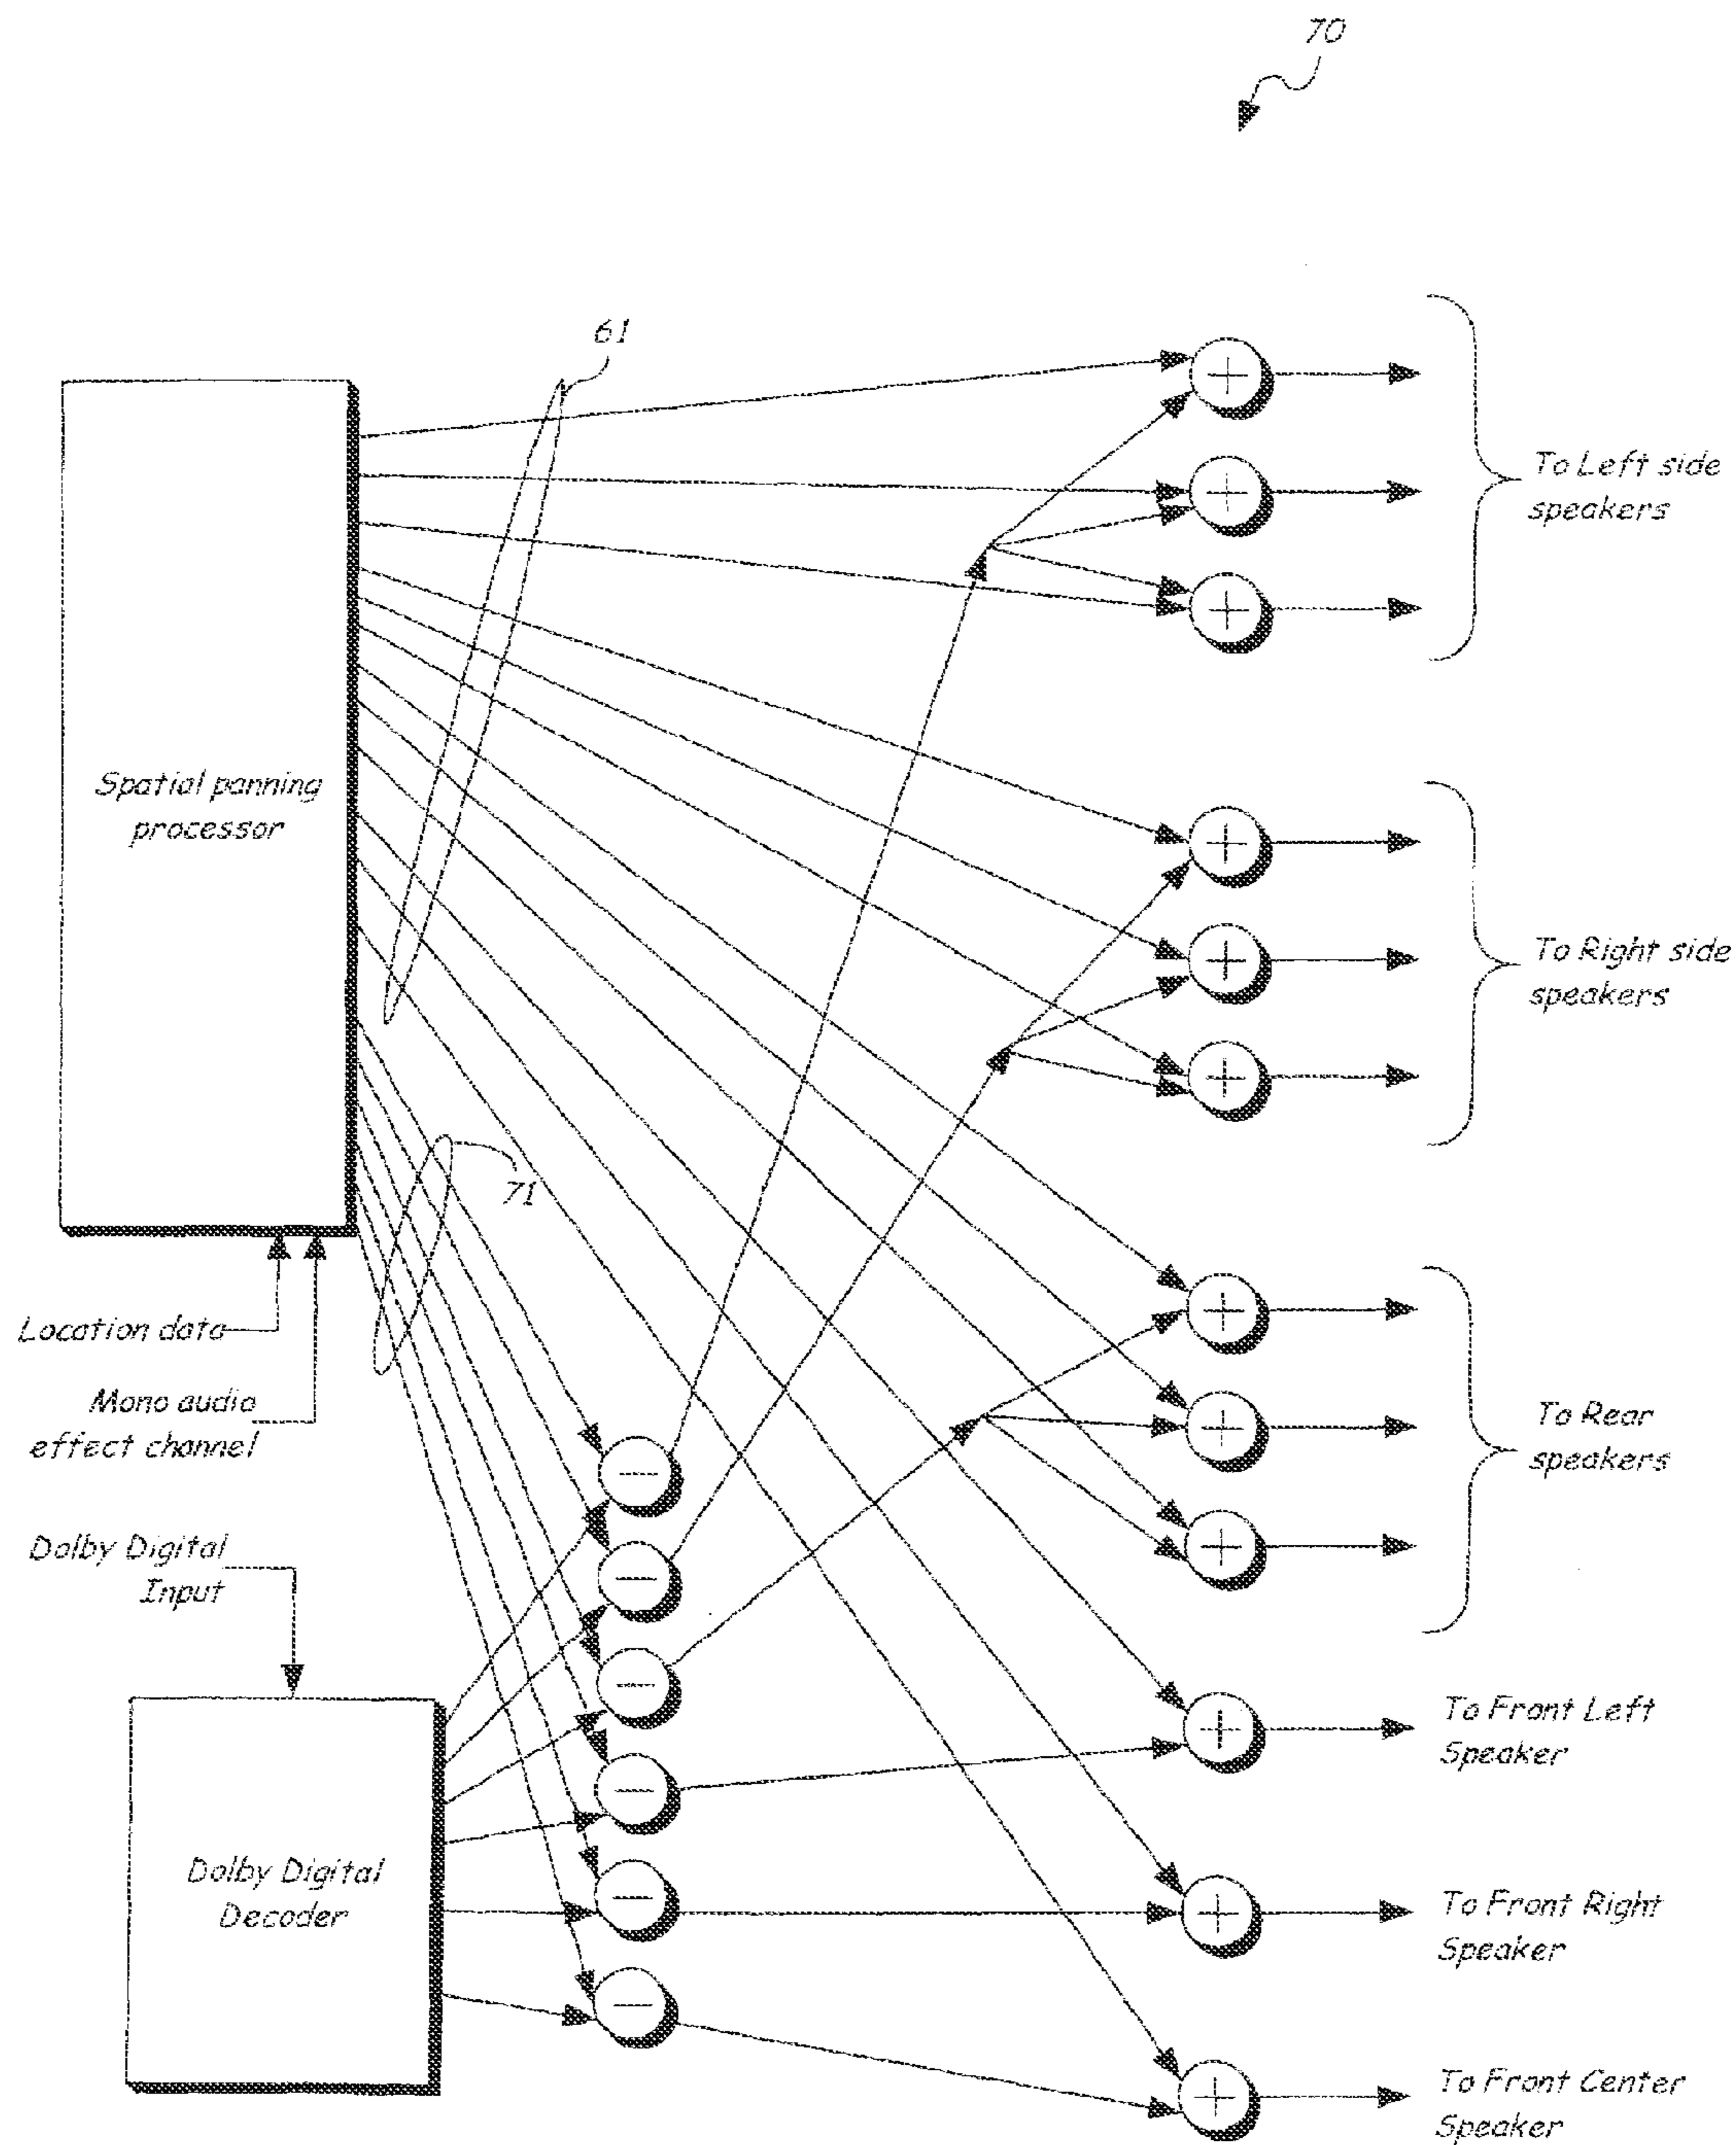 70
61
To Left side
speakers
Spatial panning
processor
To Right side
speakers
71
Location data
Mono audio
effect channel
To Rear
speakers
Dolby Digital
Input
To Front Left
Speaker
Dolby Digital
Decoder
To Front Right
Speaker
To Front Center
Speaker